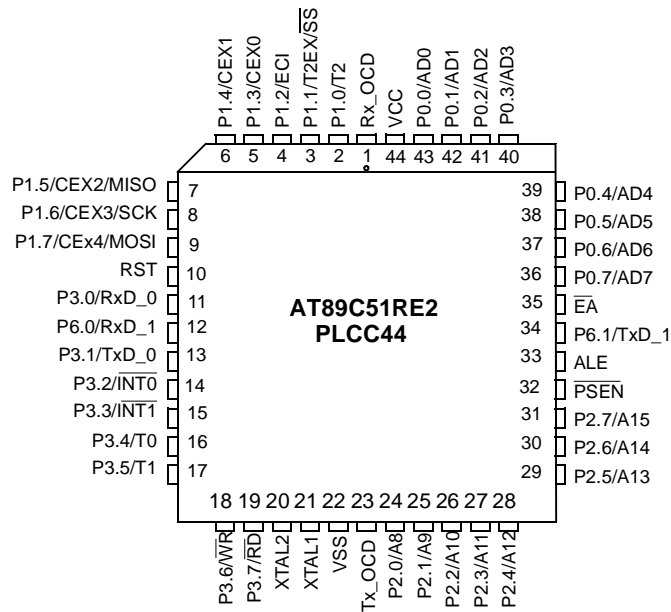 P1.4/CEX1
P1.3/CEX0
P1.2/ECI
P1.1/T2EX/SS
P1.0/T2
Rx_OCD
VCC
P0.0/AD0
P0.1/AD1
P0.2/AD2
P0.3/AD3
6 5 4 3 2 1 44 43 42 41 40
P1.5/CEX2/MISO 7
P1.6/CEX3/SCK 8
P1.7/CEx4/MOSI 9
RST 10
P3.0/RxD_0 11
P6.0/RxD_1 12
P3.1/TxD_0 13
P3.2/INT0 14
P3.3/INT1 15
P3.4/T0 16
P3.5/T1 17
AT89C51RE2
PLCC44
39 P0.4/AD4
38 P0.5/AD5
37 P0.6/AD6
36 P0.7/AD7
35 EA
34 P6.1/TxD_1
33 ALE
32 PSEN
31 P2.7/A15
30 P2.6/A14
29 P2.5/A13
18 19 20 21 22 23 24 25 26 27 28
P3.6/WR
P3.7/RD
XTAL2
XTAL1
VSS
Tx_OCD
P2.0/A8
P2.1/A9
P2.2/A10
P2.3/A11
P2.4/A12